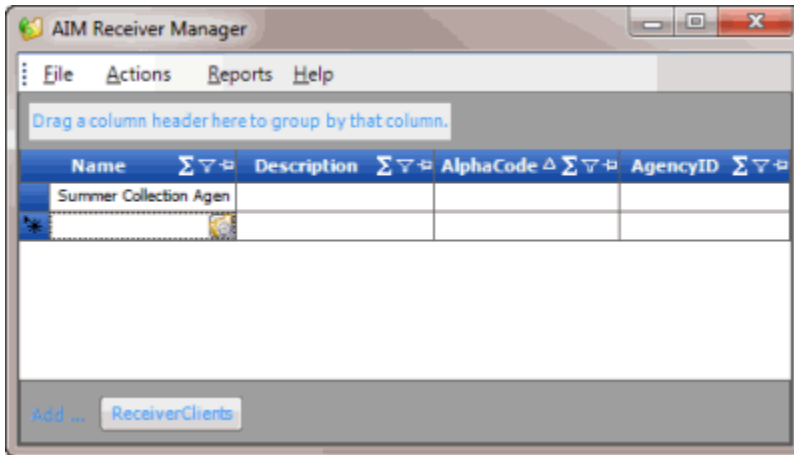 AIM Receiver Manager
File Actions Reports Help
Drag a column header here to group by that column.
Name Description AlphaCode AgencyID
Summer Collection Agen
Add ... ReceiverClients